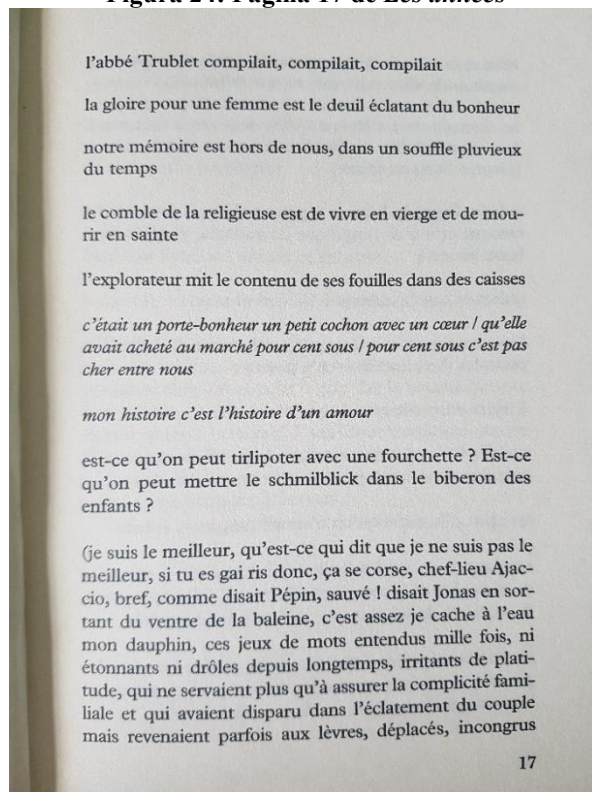 Figura 24. Página 17 de Les années
l'abbé Trublet compilait, compilait, compilait
la gloire pour une femme est le deuil éclatant du bonheur
notre mémoire est hors de nous, dans un souffle pluvieux
du temps
le comble de la religieuse est de vivre en vierge et de mou-
rir en sainte
l'explorateur mit le contenu de ses fouilles dans des caisses
c'était un porte-bonheur un petit cochon avec un cœur / qu'elle
avait acheté au marché pour cent sous / pour cent sous c'est pas
cher entre nous
mon histoire c'est l'histoire d'un amour
est-ce qu'on peut tirlipoter avec une fourchette ? Est-ce
qu'on peut mettre le schmilblick dans le biberon des
enfants ?
(je suis le meilleur, qu'est-ce qui dit que je ne suis pas le
meilleur, si tu es gai ris donc, ça se corse, chef-lieu Ajac-
cio, bref, comme disait Pépin, sauvé ! disait Jonas en sor-
tant du ventre de la baleine, c'est assez je cache à l'eau
mon dauphin, ces jeux de mots entendus mille fois, ni
étonnants ni drôles depuis longtemps, irritants de plati-
tude, qui ne servaient plus qu'à assurer la complicité fami-
liale et qui avaient disparu dans l'éclatement du couple
mais revenaient parfois aux lèvres, déplacés, incongrus
17